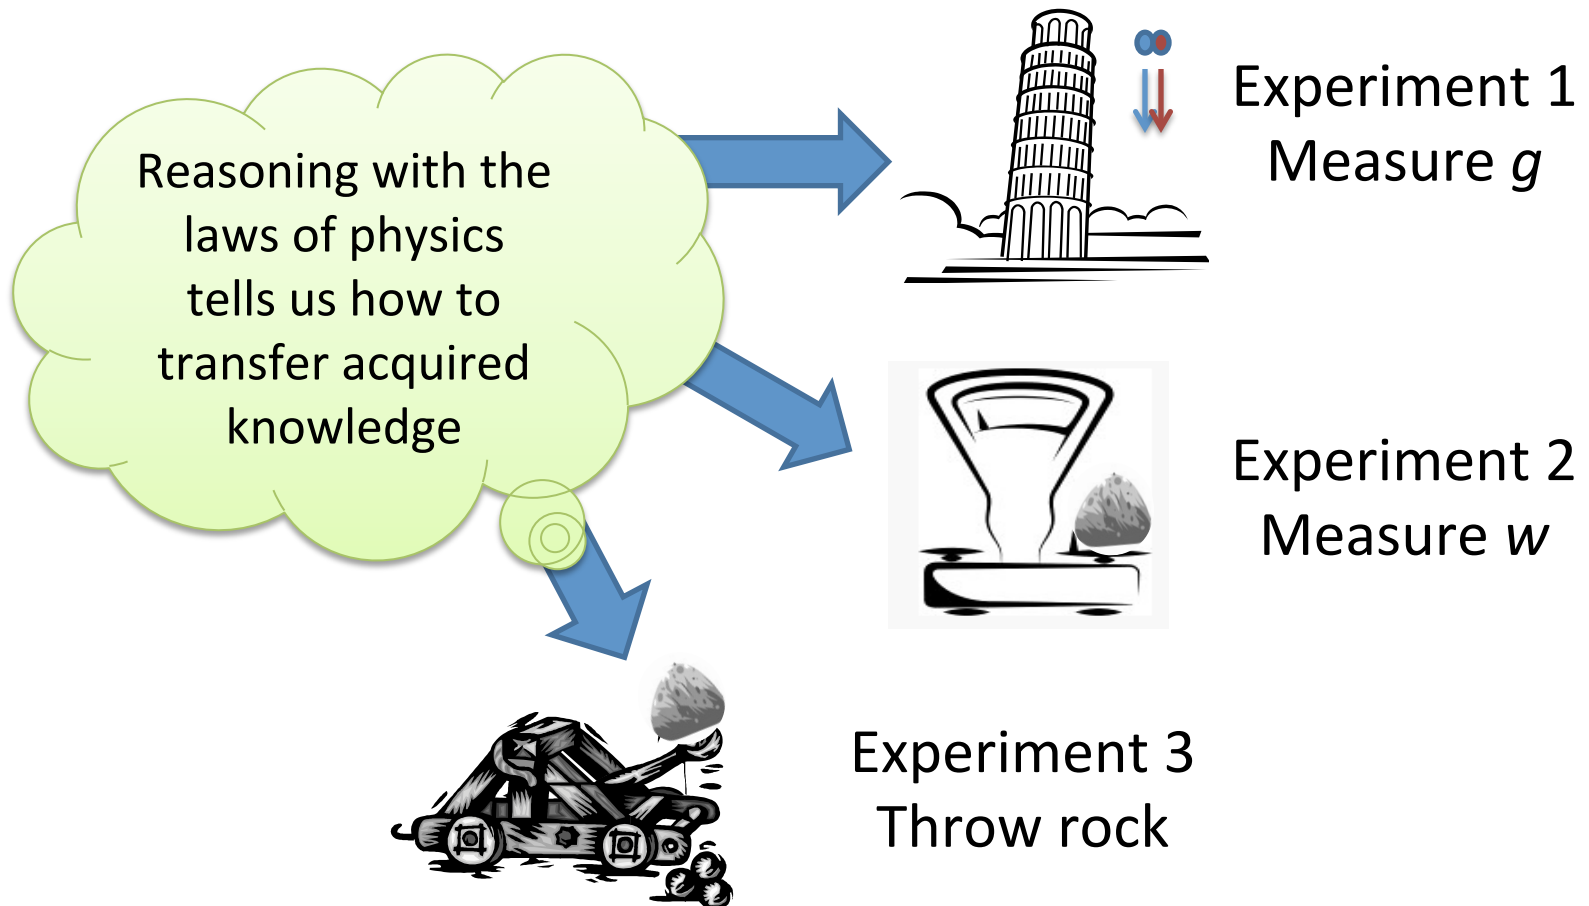 Reasoning with the
laws of physics
tells us how to
transfer acquired
knowledge
Experiment 1
Measure g
Experiment 2
Measure w
Experiment 3
Throw rock